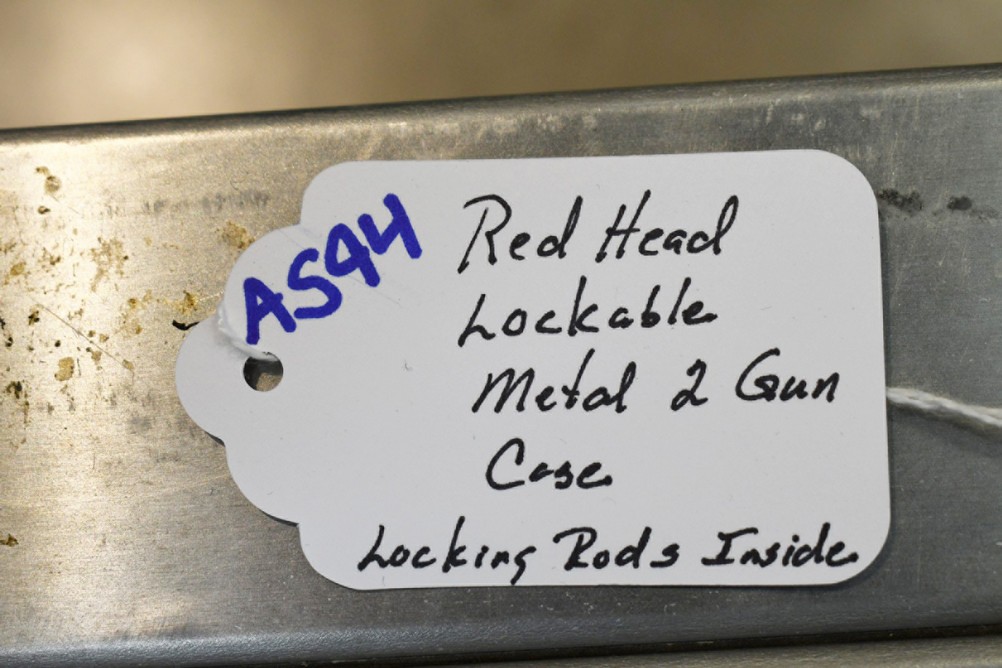 AS94
Red Head
Lockable
Metal 2 Gun
Case
Locking Rods Inside